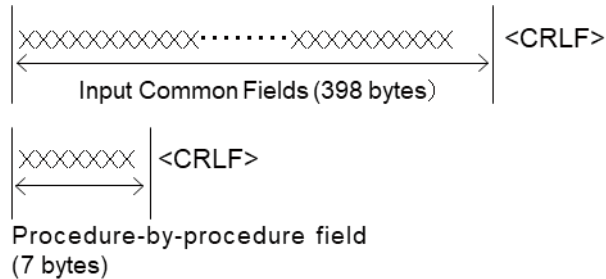 XXXXXXXXXXX········XXXXXXXXXX <CRLF>
Input Common Fields (398 bytes)
XXXXXXX <CRLF>
Procedure-by-procedure field
(7 bytes)